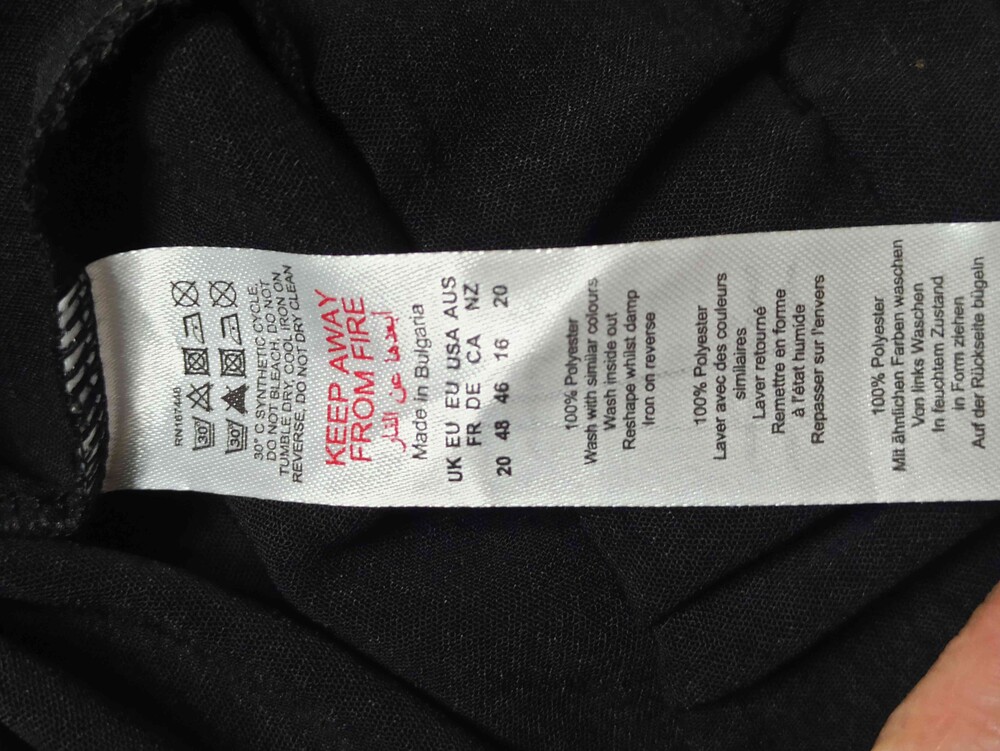 RN167446
30 30
30° C SYNTHETIC CYCLE,
DO NOT BLEACH, DO NOT
TUMBLE DRY, COOL IRON ON
REVERSE, DO NOT DRY CLEAN
KEEP AWAY
FROM FIRE
أبعدها عن النار
Made in Bulgaria
UK EU EU USA AUS
FR DE CA NZ
20 48 46 16 20
100% Polyester
Wash with similar colours
Wash inside out
Reshape whilst damp
Iron on reverse
100% Polyester
Laver avec des couleurs
similaires
Laver retourné
Remettre en forme
à l'état humide
Repasser sur l'envers
100% Polyester
Mit ähnlichen Farben waschen
Von links Waschen
In feuchtem Zustand
in Form ziehen
Auf der Rückseite bügeln